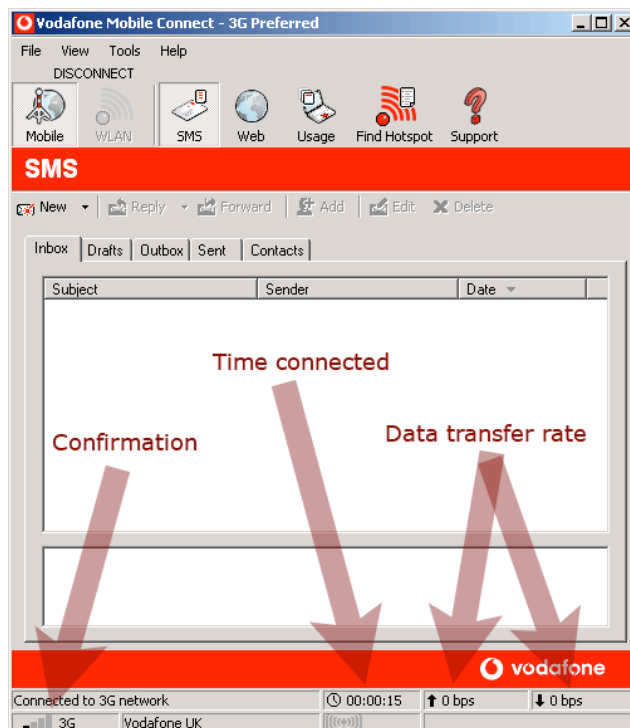 Vodafone Mobile Connect - 3G Preferred
File View Tools Help
DISCONNECT
Mobile WLAN SMS Web Usage Find Hotspot Support
SMS
New Reply Forward Add Edit Delete
Inbox Drafts Outbox Sent Contacts
Subject Sender Date
Time connected
Confirmation Data transfer rate
vodafone
Connected to 3G network 00:00:15 0 bps 0 bps
3G Vodafone UK